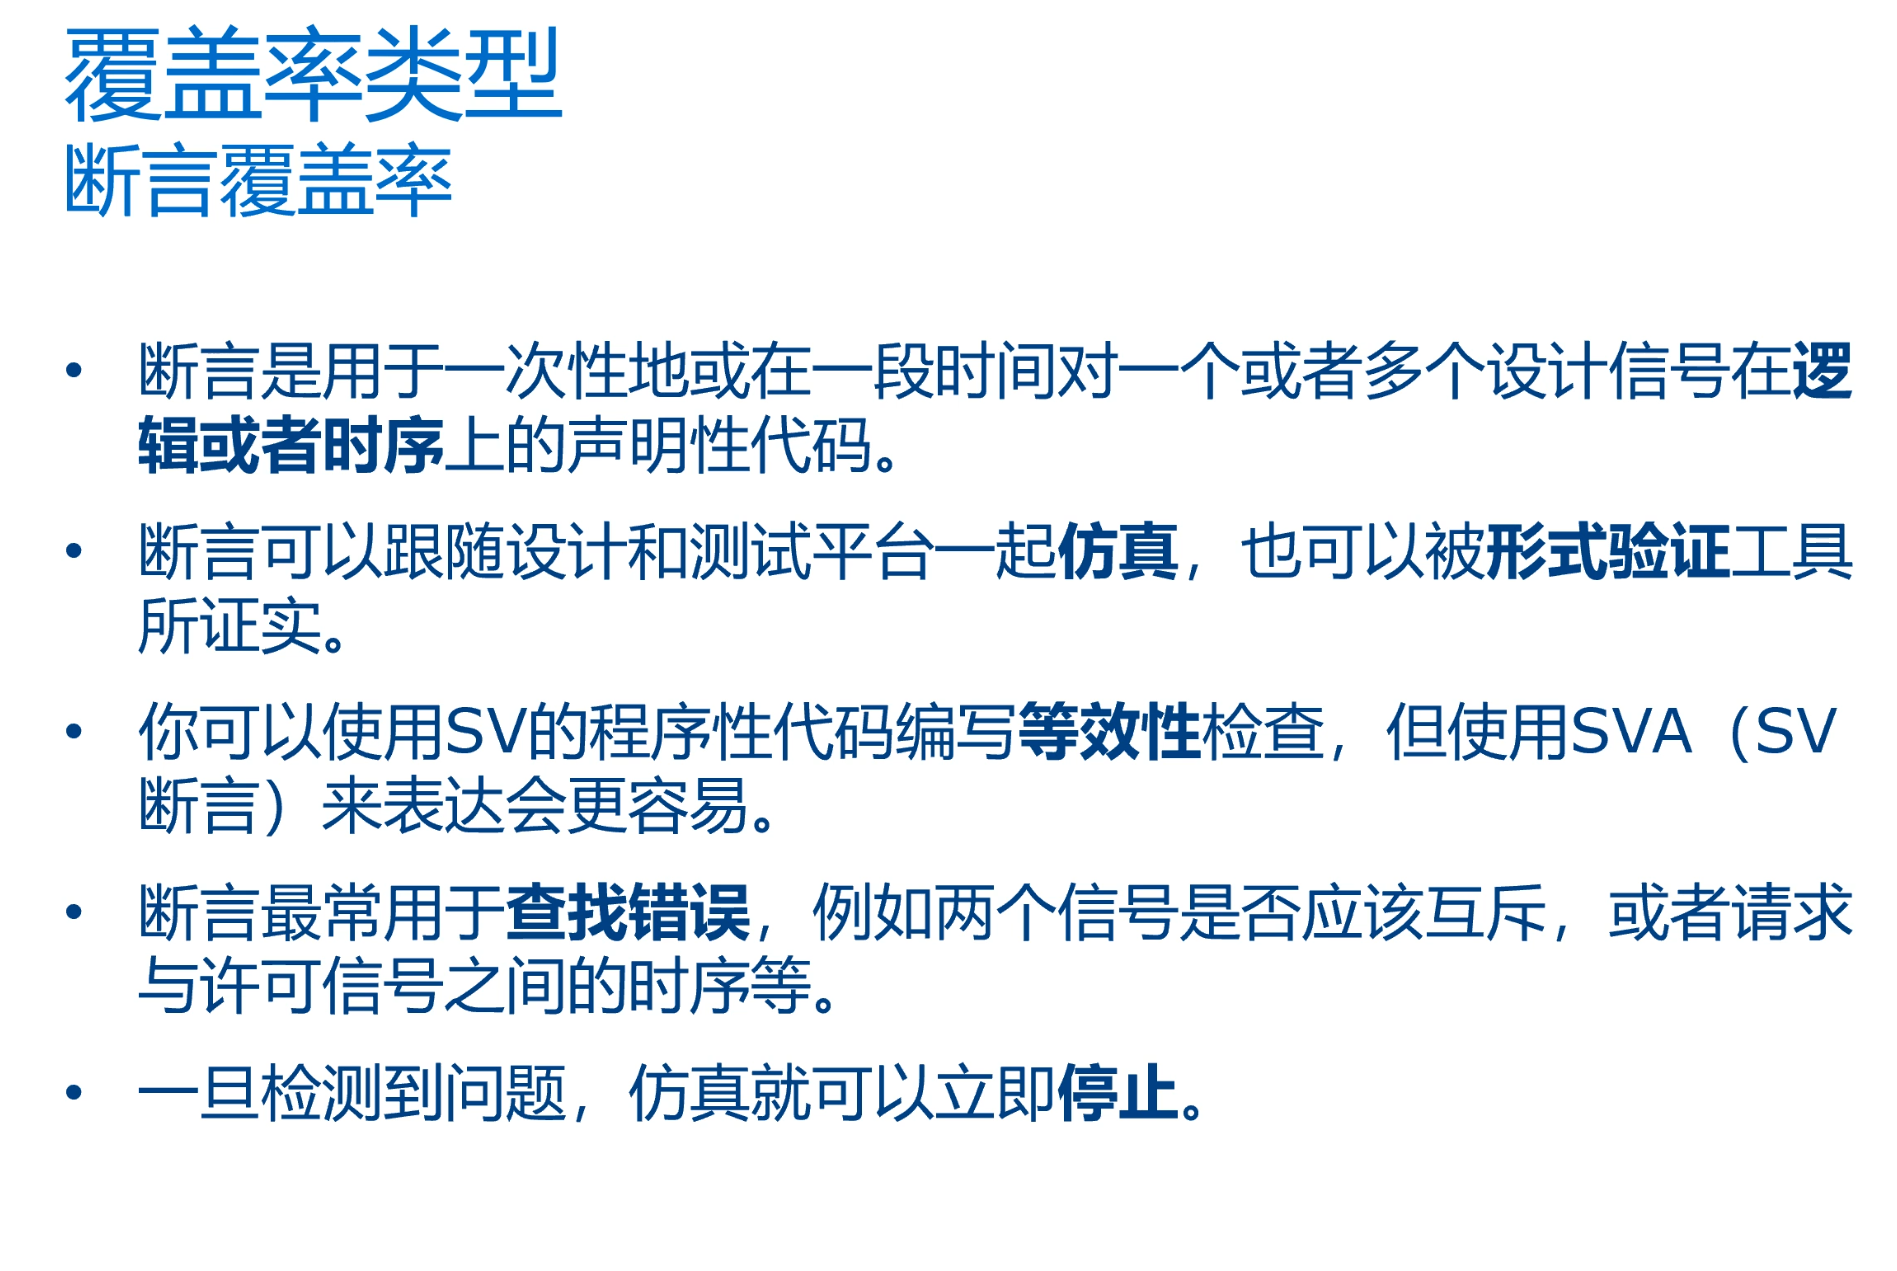 覆盖率类型
断言覆盖率
• 断言是用于一次性地或在一段时间对一个或者多个设计信号在逻
辑或者时序上的声明性代码。
• 断言可以跟随设计和测试平台一起仿真，也可以被形式验证工具
所证实。
• 你可以使用SV的程序性代码编写等效性检查，但使用SVA（SV
断言）来表达会更容易。
• 断言最常用于查找错误，例如两个信号是否应该互斥，或者请求
与许可信号之间的时序等。
• 一旦检测到问题，仿真就可以立即停止。